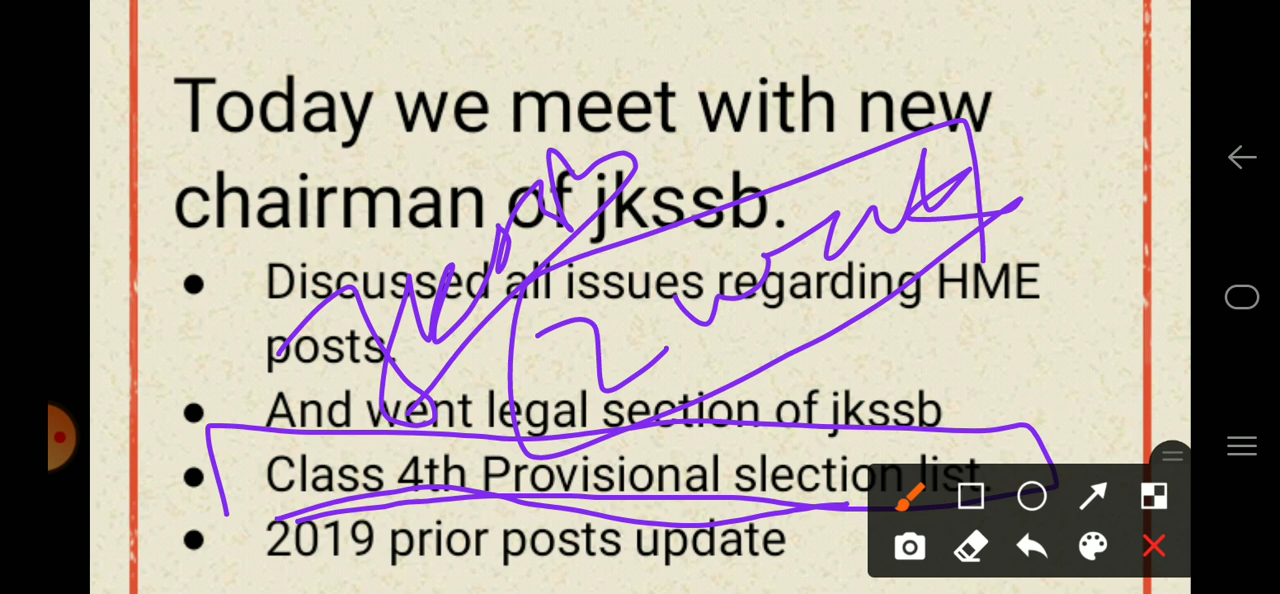 Today we meet with new
chairman of jkssb.
● Discussed all issues regarding HME
posts.
● And went legal section of jkssb
● Class 4th Provisional slection list.
● 2019 prior posts update